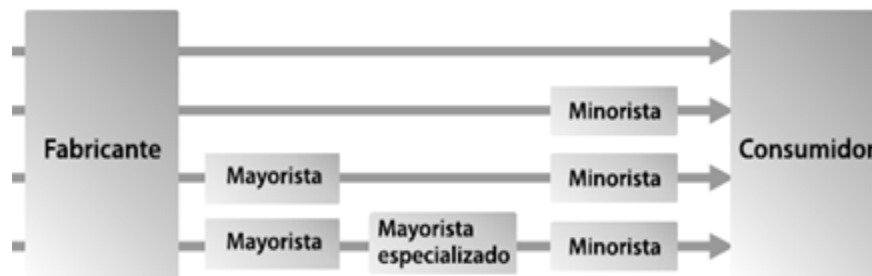 Minorista
Fabricante
Consumidor
Mayorista
Minorista
Mayorista
Mayorista
especializado
Minorista